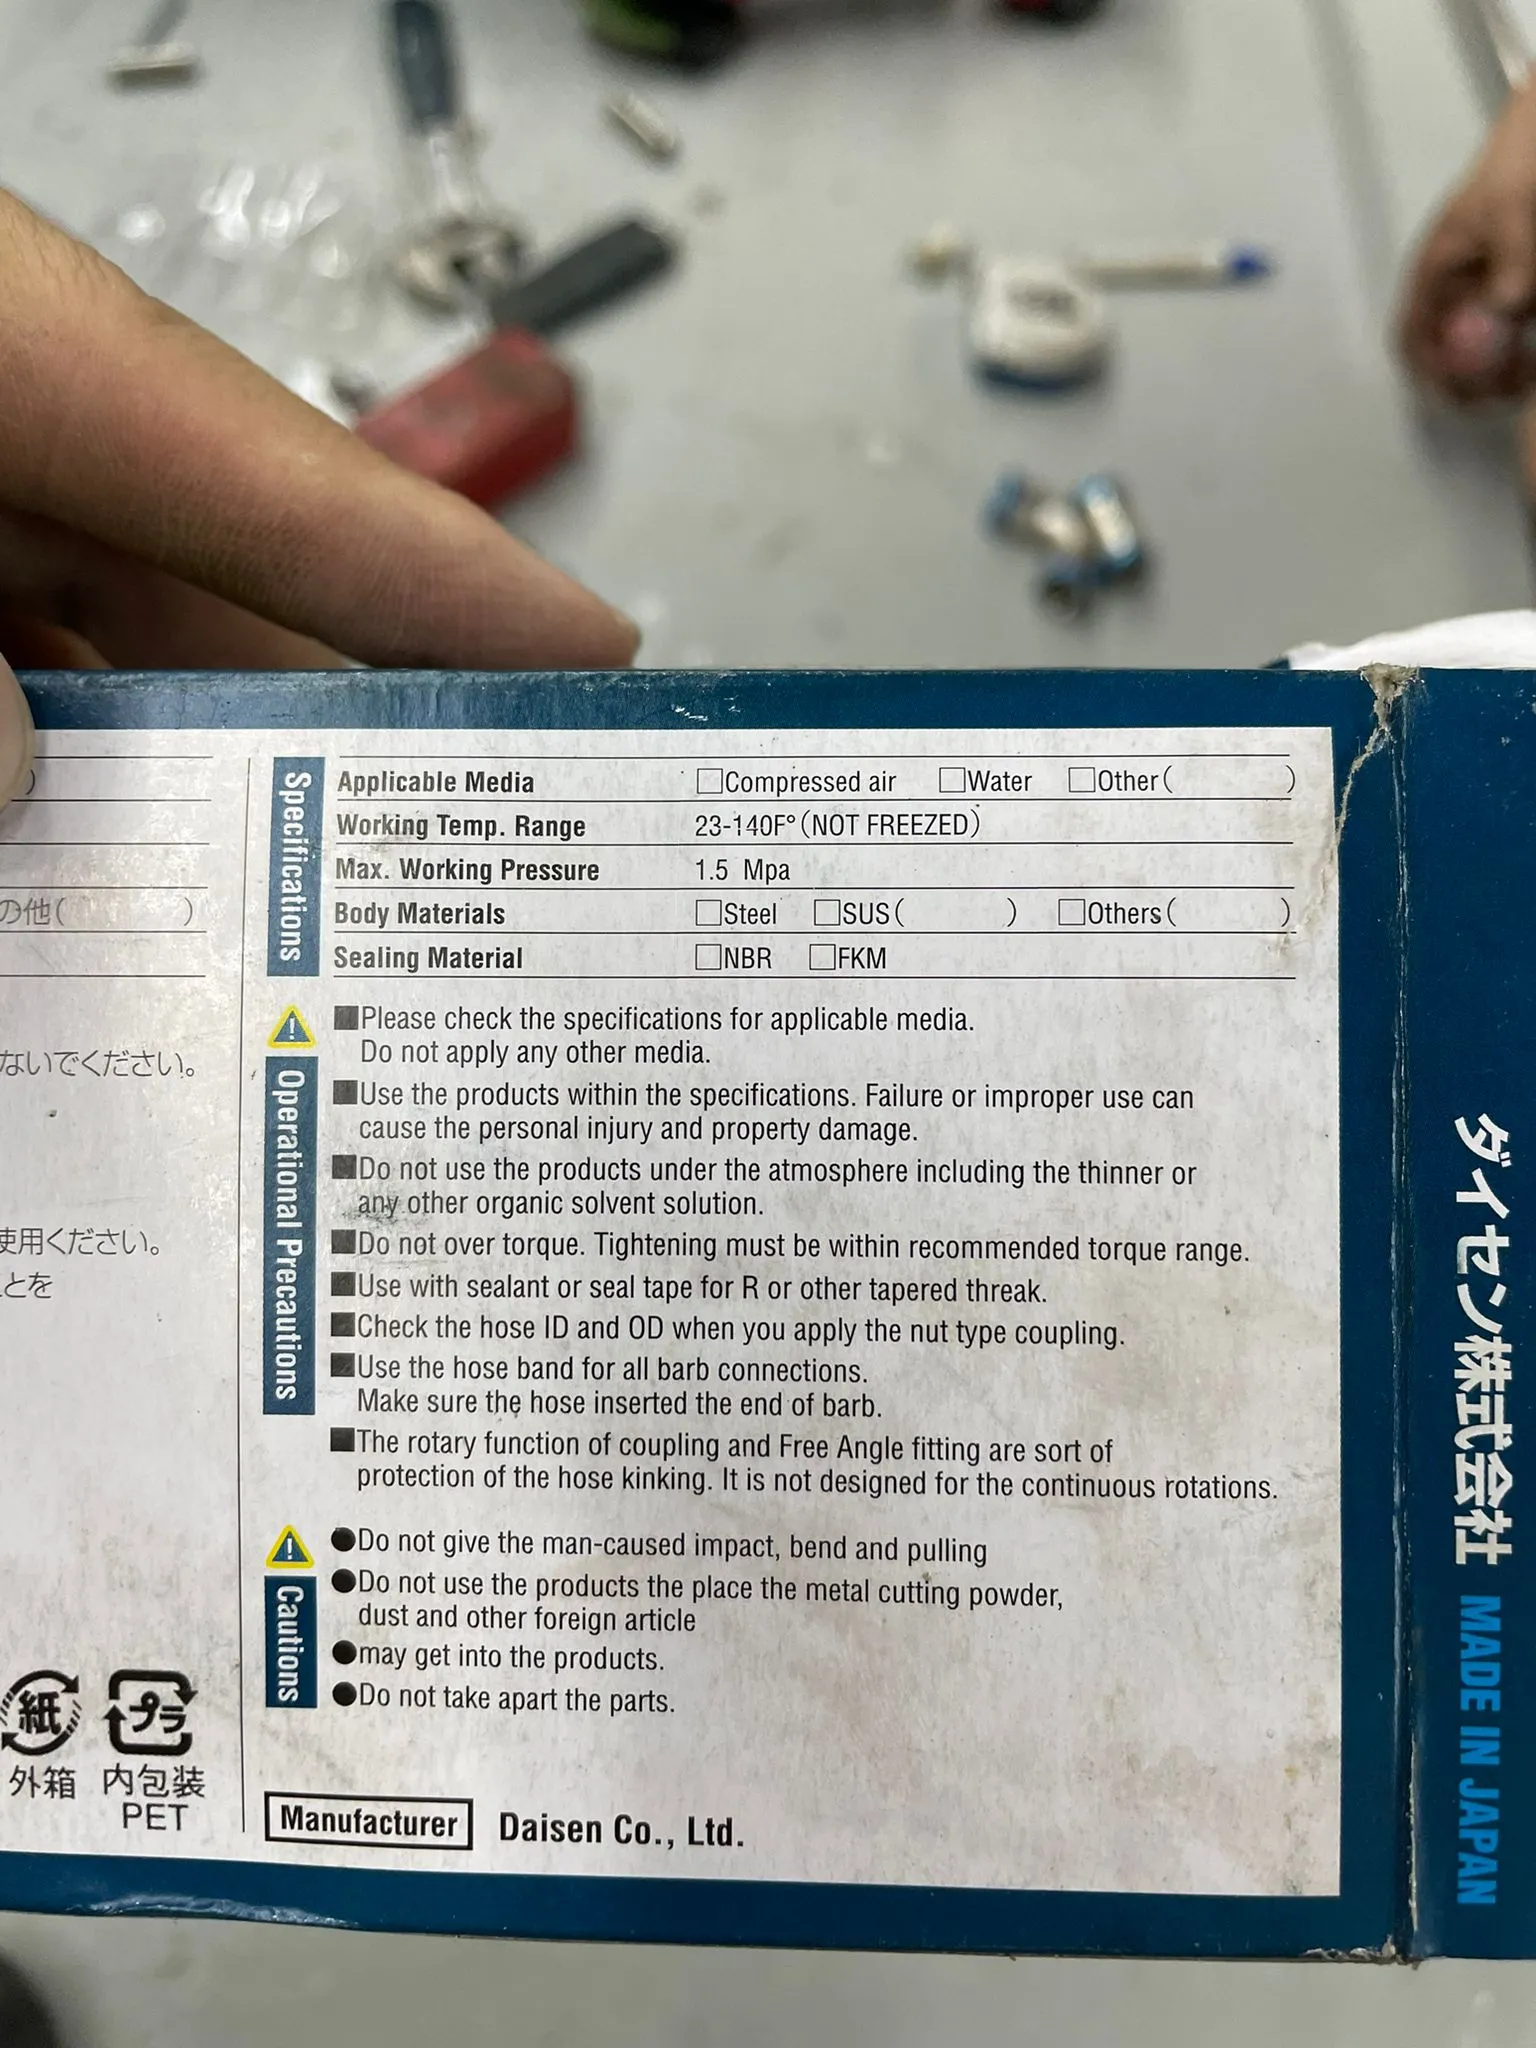 )
の他( )
ないでください。
使用ください。
ことを
紙
プラ
外箱
内包装
PET
Specifications
Applicable Media □Compressed air □Water □Other( )
Working Temp. Range 23-140F°(NOT FREEZED)
Max. Working Pressure 1.5 Mpa
Body Materials □Steel □SUS( ) □Others( )
Sealing Material □NBR □FKM
Operational Precautions
■Please check the specifications for applicable media.
Do not apply any other media.
■Use the products within the specifications. Failure or improper use can
cause the personal injury and property damage.
■Do not use the products under the atmosphere including the thinner or
any other organic solvent solution.
■Do not over torque. Tightening must be within recommended torque range.
■Use with sealant or seal tape for R or other tapered threak.
■Check the hose ID and OD when you apply the nut type coupling.
■Use the hose band for all barb connections.
Make sure the hose inserted the end of barb.
■The rotary function of coupling and Free Angle fitting are sort of
protection of the hose kinking. It is not designed for the continuous rotations.
Cautions
●Do not give the man-caused impact, bend and pulling
●Do not use the products the place the metal cutting powder,
dust and other foreign article
●may get into the products.
●Do not take apart the parts.
Manufacturer Daisen Co., Ltd.
ダイセン株式会社 MADE IN JAPAN